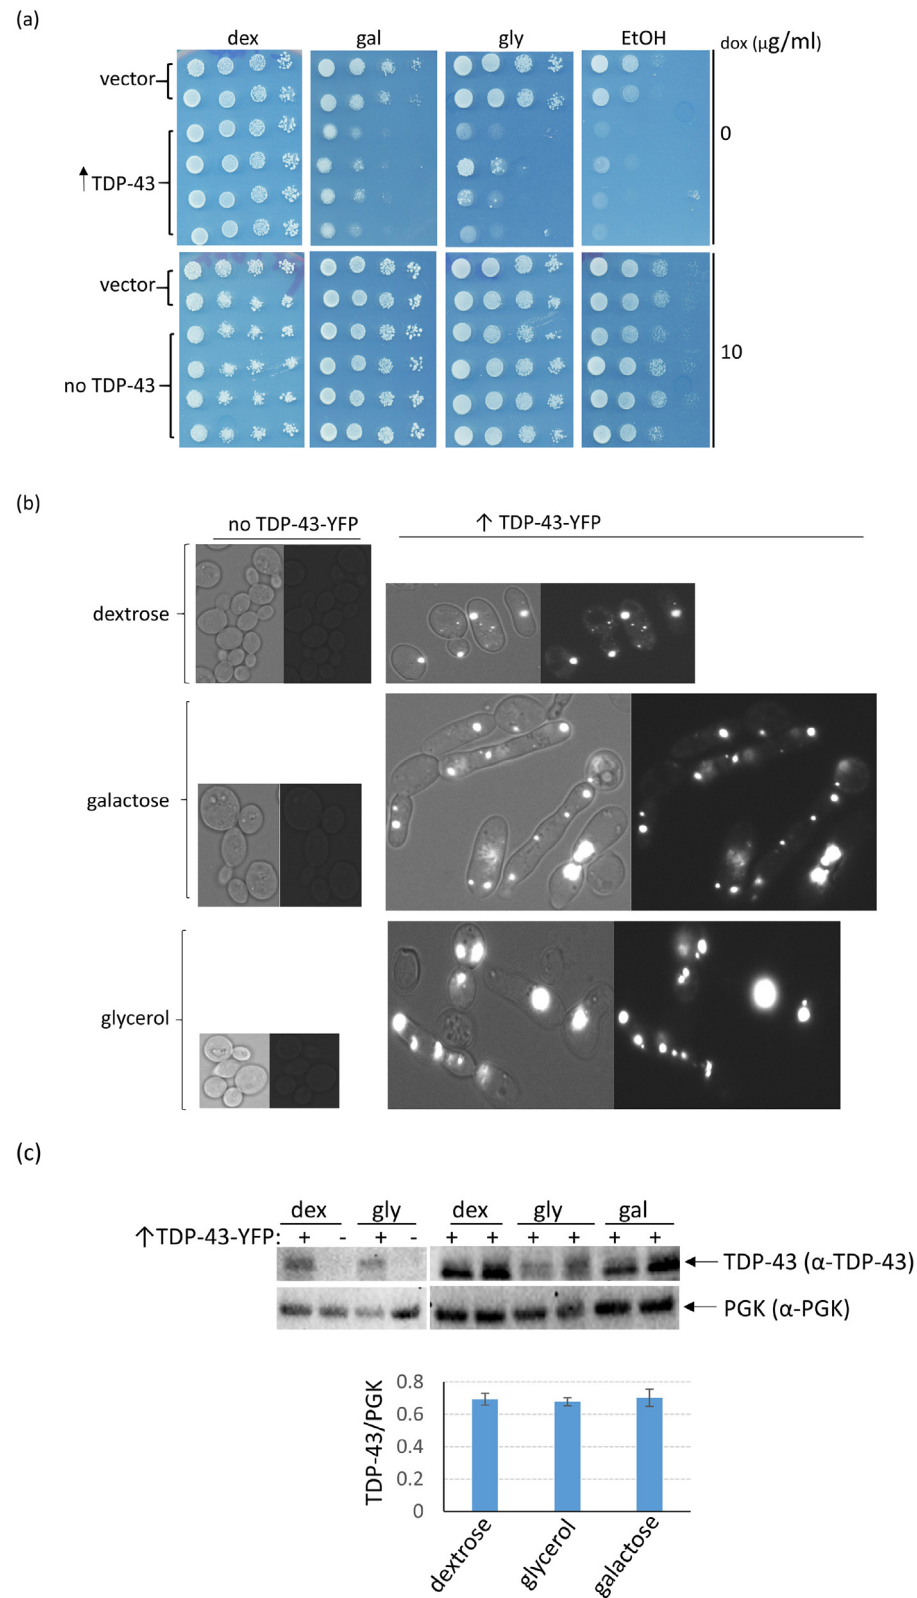 (a)
dex gal gly EtOH dox (μg/ml)
vector
0
↑TDP-43
vector
10
no TDP-43
(b)
no TDP-43-YFP ↑ TDP-43-YFP
dextrose
galactose
glycerol
(c)
dex gly dex gly gal
↑TDP-43-YFP: + - + - + + + + + +
TDP-43 (α-TDP-43)
PGK (α-PGK)
0.8
0.6
0.4
0.2
0
TDP-43/PGK
dextrose
glycerol
galactose